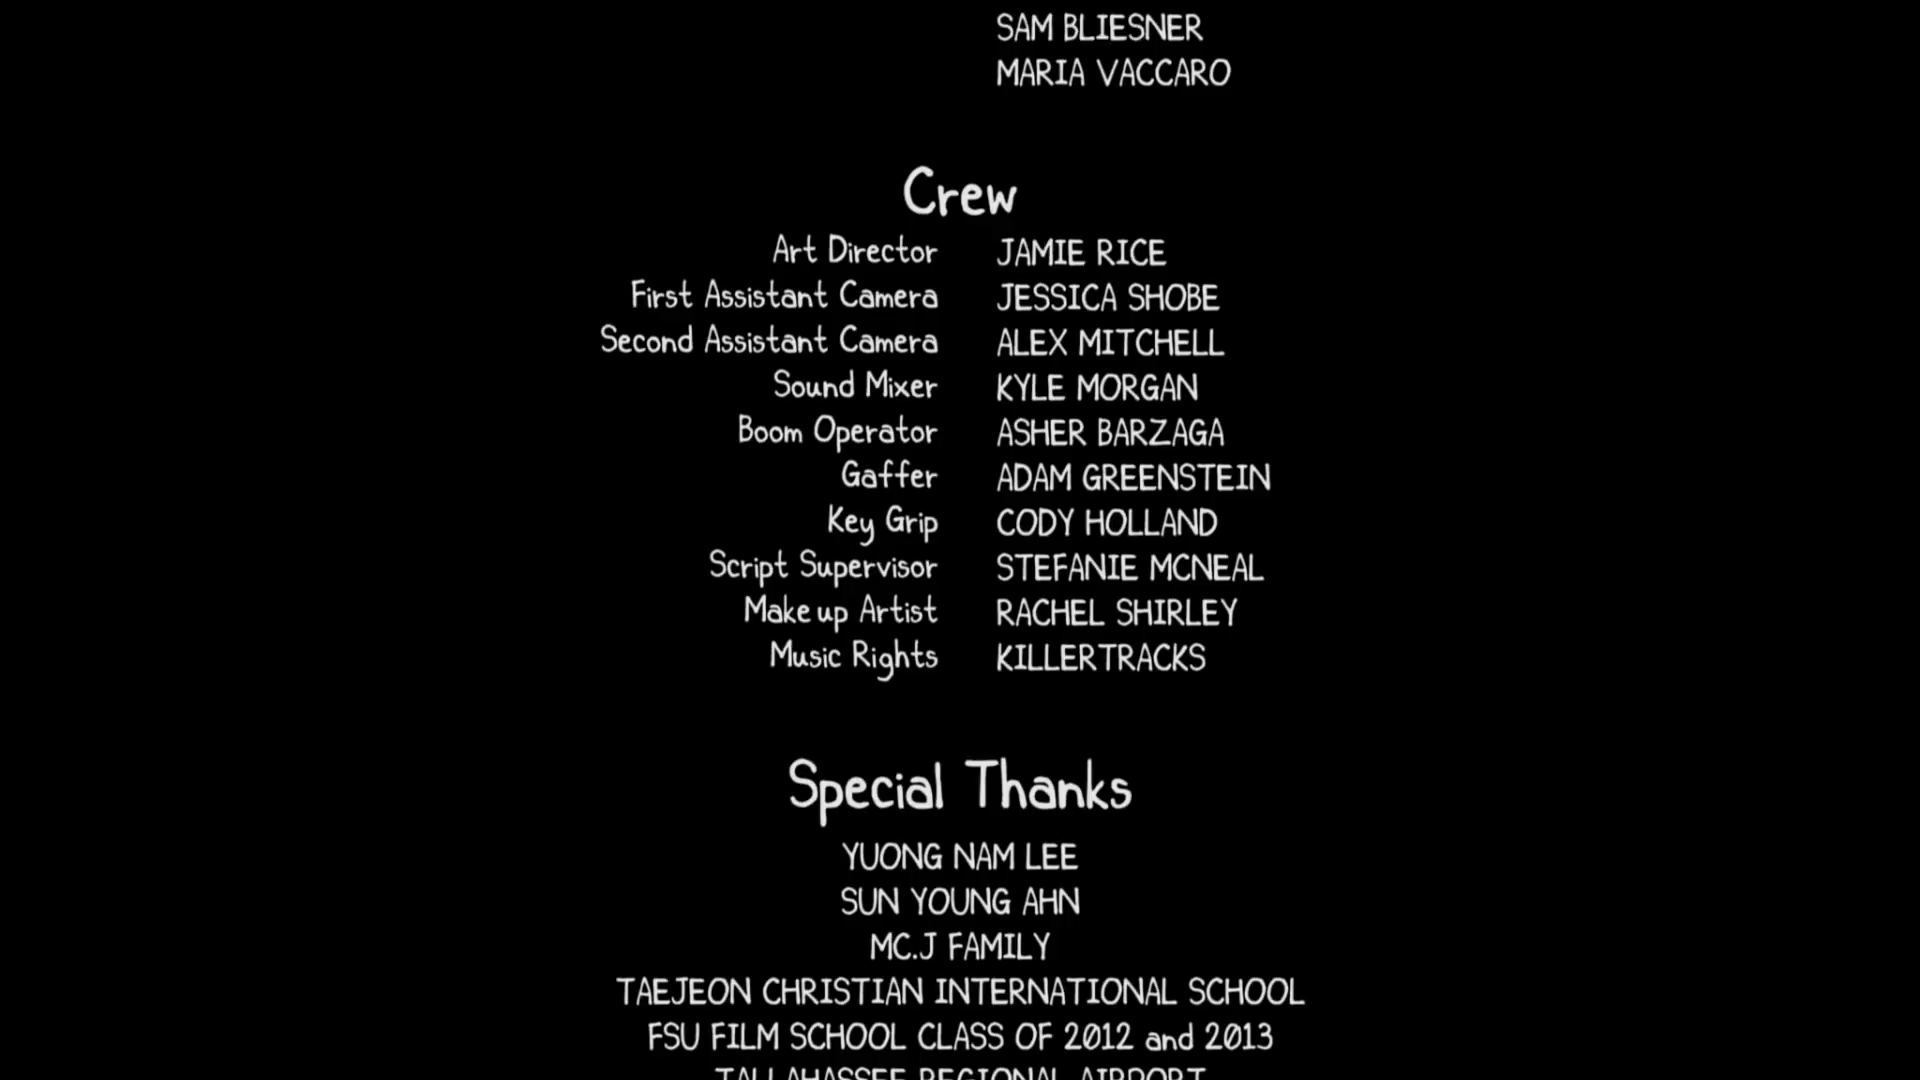 SAM BLIESNER
MARIA VACCARO
Crew
Art Director JAMIE RICE
First Assistant Camera JESSICA SHOBE
Second Assistant Camera ALEX MITCHELL
Sound Mixer KYLE MORGAN
Boom Operator ASHER BARZAGA
Gaffer ADAM GREENSTEIN
Key Grip CODY HOLLAND
Script Supervisor STEFANIE MCNEAL
Make up Artist RACHEL SHIRLEY
Music Rights KILLERTRACKS
Special Thanks
YUONG NAM LEE
SUN YOUNG AHN
MC.J FAMILY
TAEJEON CHRISTIAN INTERNATIONAL SCHOOL
FSU FILM SCHOOL CLASS OF 2012 and 2013
TALLAHASSEE REGIONAL AIRPORT